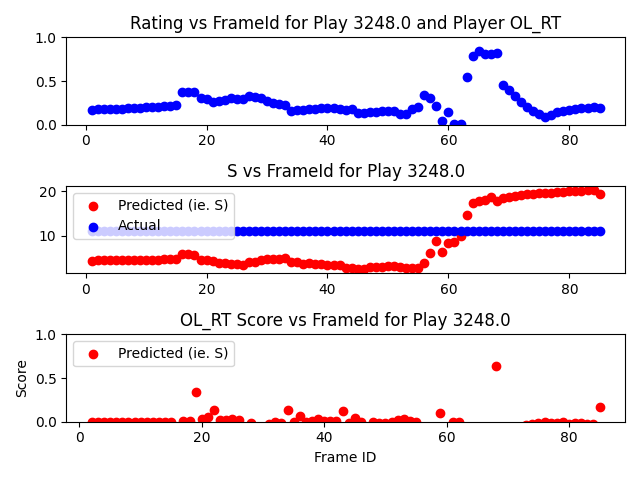 Rating vs FrameId for Play 3248.0 and Player OL_RT
1.0
0.5
0.0
0 20 40 60 80
S vs FrameId for Play 3248.0
20
10
Predicted (ie. S)
Actual
0 20 40 60 80
OL_RT Score vs FrameId for Play 3248.0
1.0
0.5
0.0
Score
Predicted (ie. S)
0 20 40 60 80
Frame ID